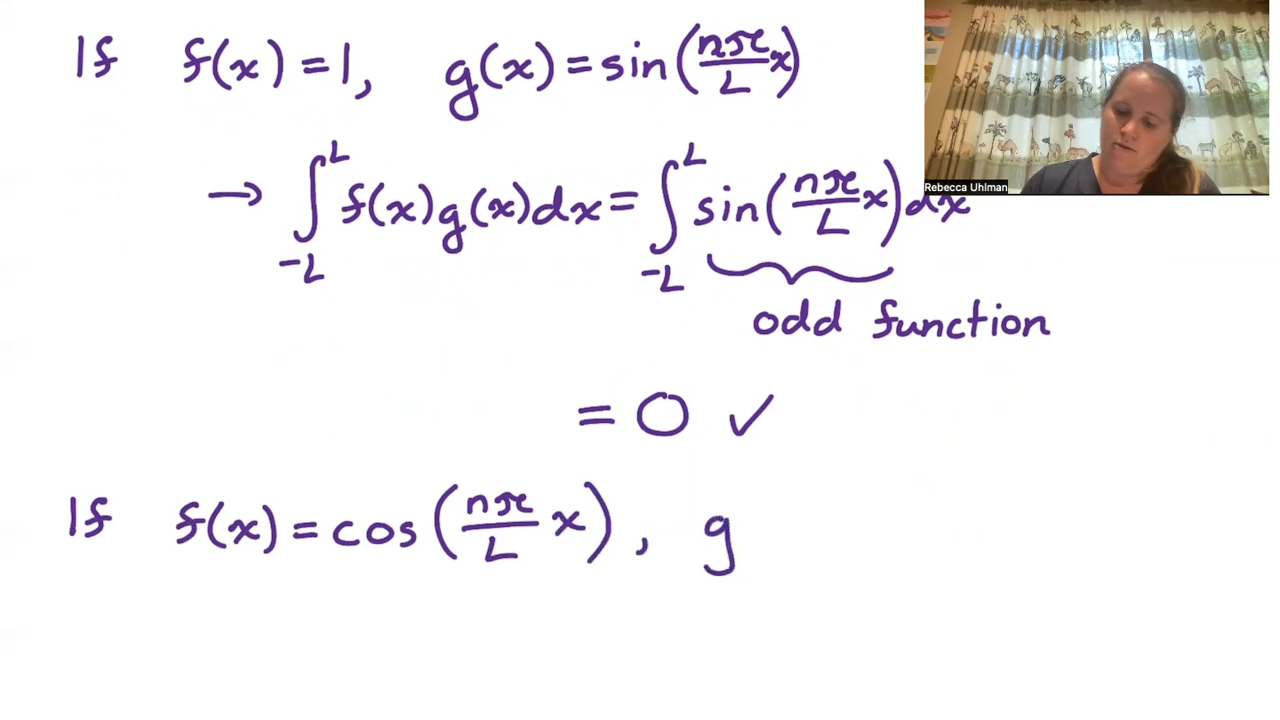 If f(x) = 1, g(x) = sin(nπ/L x)
→ ∫_{-L}^{L} f(x)g(x)dx = ∫_{-L}^{L} sin(nπ/L x)dx
Rebecca Uhlman
odd function
= 0 ✓
If f(x) = cos(nπ/L x), g